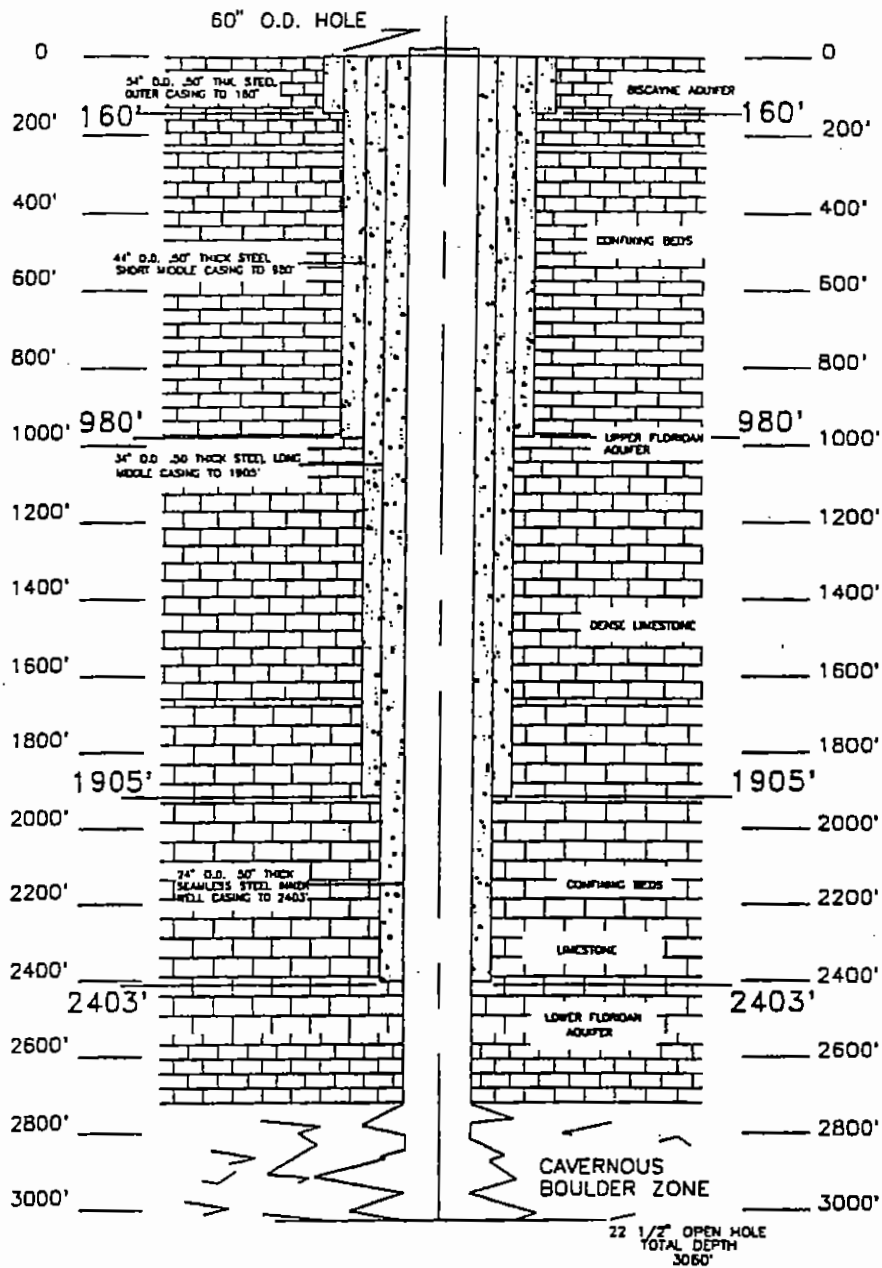 60" O.D. HOLE
0
0
54" O.D. .50" THICK STEEL
OUTER CASING TO 160'
BISCAYNE AQUIFER
160'
160'
200'
200'
400'
400'
CONFINING BEDS
44" O.D. .50" THICK STEEL
SHORT MIDDLE CASING TO 980'
600'
600'
800'
800'
980'
980'
1000'
1000'
UPPER FLORIDAN
AQUIFER
34" O.D .50 THICK STEEL LONG
MIDDLE CASING TO 1905'
1200'
1200'
1400'
1400'
DENSE LIMESTONE
1600'
1600'
1800'
1800'
1905'
1905'
2000'
2000'
24" O.D. .50" THICK
SEAMLESS STEEL INNER
WELL CASING TO 2403'
CONFINING BEDS
2200'
2200'
LIMESTONE
2400'
2400'
2403'
2403'
LOWER FLORIDAN
AQUIFER
2600'
2600'
2800'
2800'
CAVERNOUS
BOULDER ZONE
3000'
3000'
22 1/2" OPEN HOLE
TOTAL DEPTH
3060'